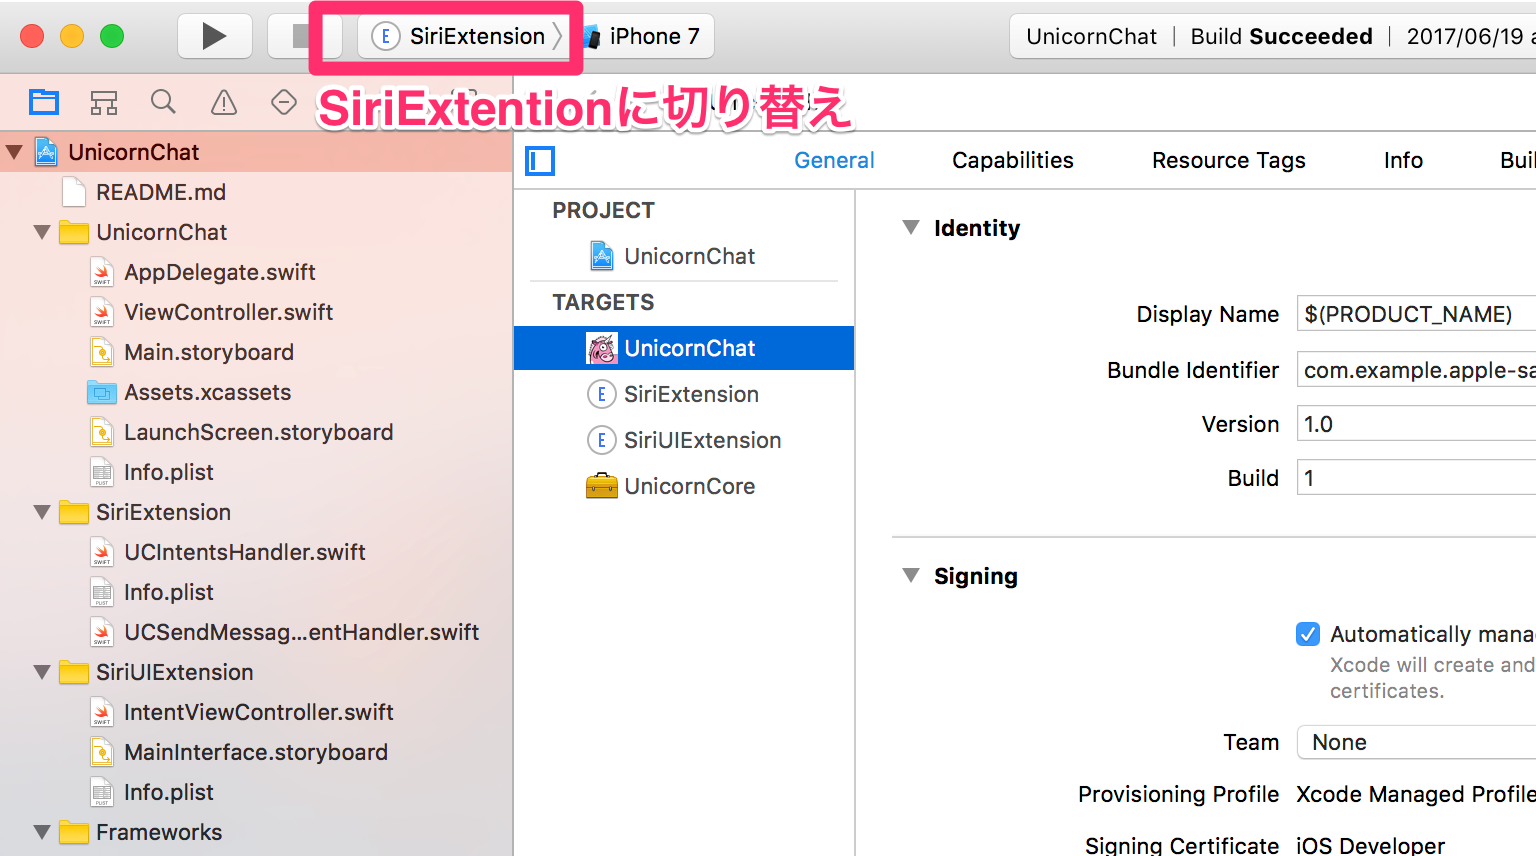 SiriExtension
iPhone 7
UnicornChat | Build Succeeded | 2017/06/19
SiriExtentionに切り替え
UnicornChat
README.md
UnicornChat
AppDelegate.swift
ViewController.swift
Main.storyboard
Assets.xcassets
LaunchScreen.storyboard
Info.plist
SiriExtension
UCIntentsHandler.swift
Info.plist
UCSendMessag...entHandler.swift
SiriUIExtension
IntentViewController.swift
MainInterface.storyboard
Info.plist
Frameworks
General Capabilities Resource Tags Info
PROJECT
UnicornChat
TARGETS
UnicornChat
SiriExtension
SiriUIExtension
UnicornCore
Identity
Display Name $(PRODUCT_NAME)
Bundle Identifier com.example.apple-sa
Version 1.0
Build 1
Signing
Automatically mana
Xcode will create and
certificates.
Team None
Provisioning Profile Xcode Managed Profile
Signing Certificate iOS Developer